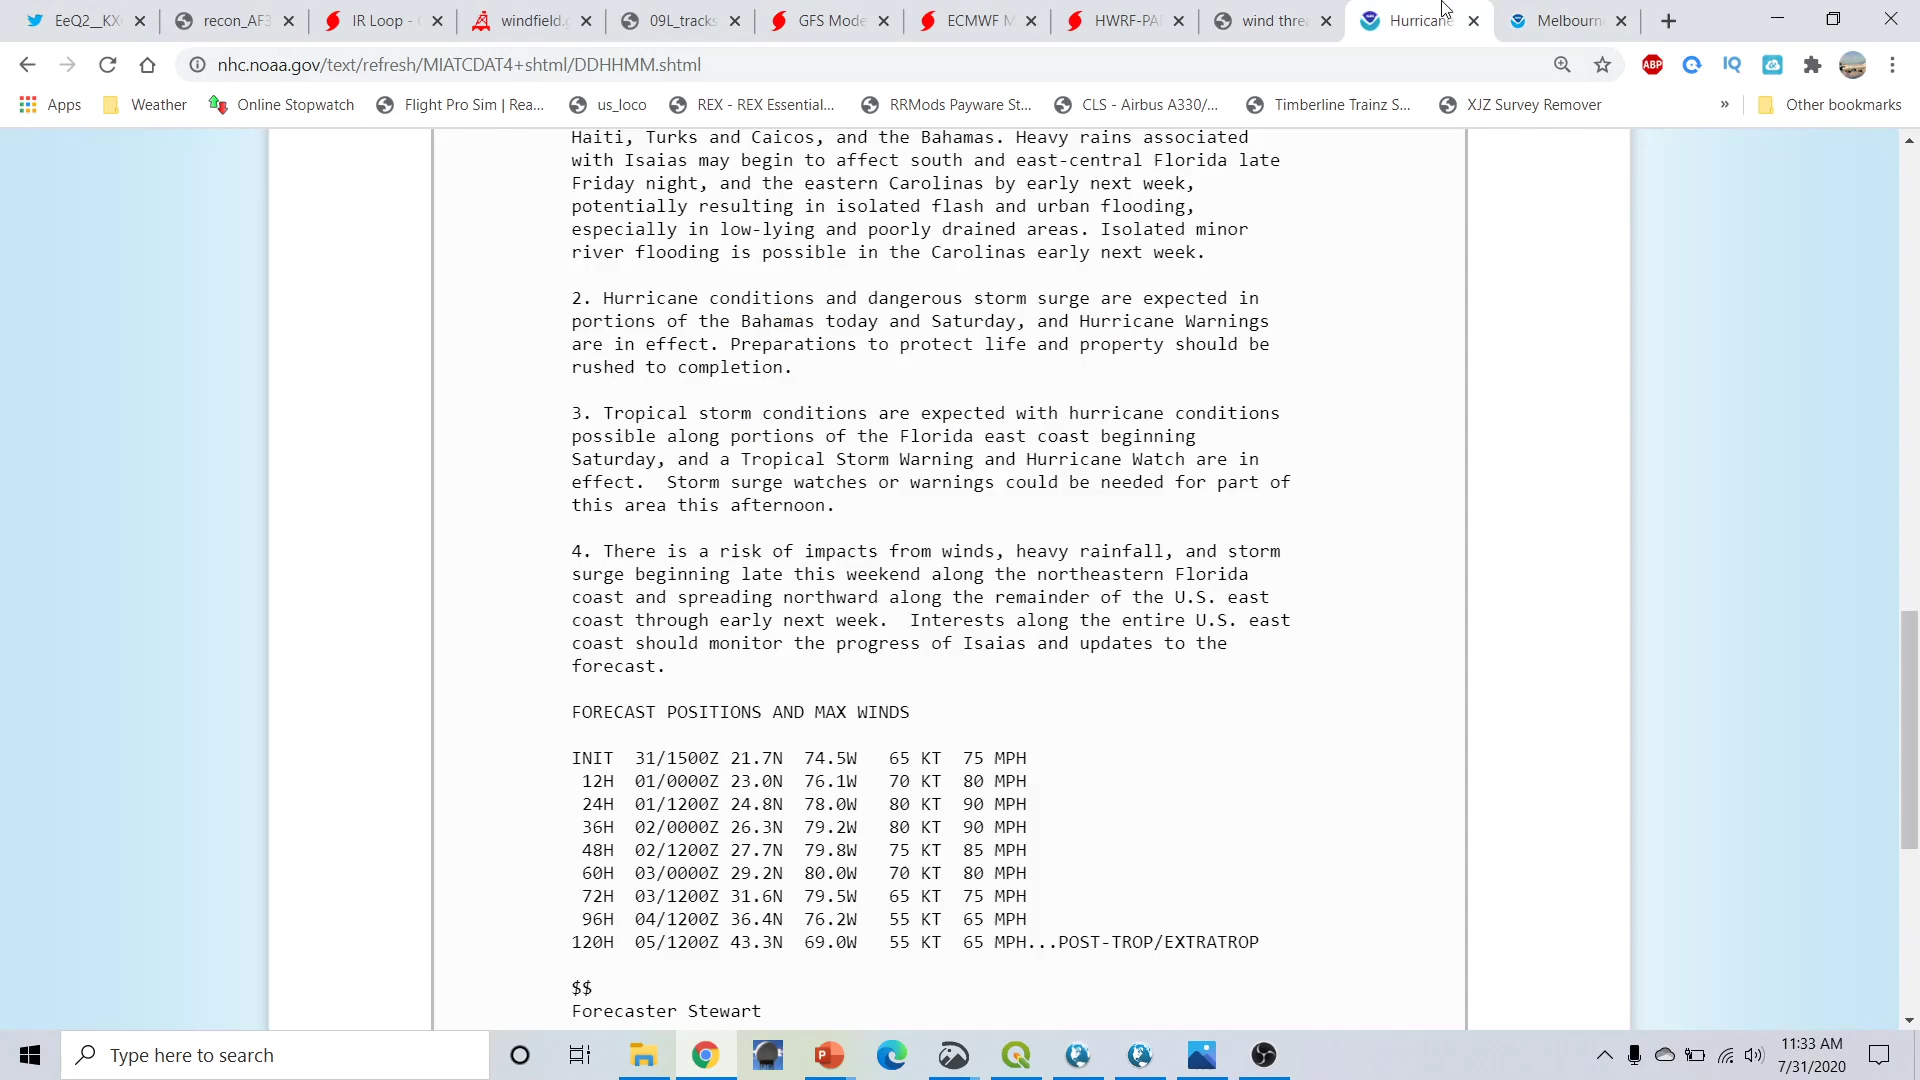 EeQ2__KX
recon_AF3
IR Loop -
windfield.
09L_tracks
GFS Mode
ECMWF M
HWRF-PA
wind threa
Hurricane
Melbourn
nhc.noaa.gov/text/refresh/MIATCDAT4+shtml/DDHHMM.shtml
ABP
IQ
Apps
Weather
Online Stopwatch
Flight Pro Sim | Rea...
us_loco
REX - REX Essential...
RRMods Payware St...
CLS - Airbus A330/...
Timberline Trainz S...
XJZ Survey Remover
»
Other bookmarks
Haiti, Turks and Caicos, and the Bahamas. Heavy rains associated
with Isaias may begin to affect south and east-central Florida late
Friday night, and the eastern Carolinas by early next week,
potentially resulting in isolated flash and urban flooding,
especially in low-lying and poorly drained areas. Isolated minor
river flooding is possible in the Carolinas early next week.
2. Hurricane conditions and dangerous storm surge are expected in
portions of the Bahamas today and Saturday, and Hurricane Warnings
are in effect. Preparations to protect life and property should be
rushed to completion.
3. Tropical storm conditions are expected with hurricane conditions
possible along portions of the Florida east coast beginning
Saturday, and a Tropical Storm Warning and Hurricane Watch are in
effect.  Storm surge watches or warnings could be needed for part of
this area this afternoon.
4. There is a risk of impacts from winds, heavy rainfall, and storm
surge beginning late this weekend along the northeastern Florida
coast and spreading northward along the remainder of the U.S. east
coast through early next week.  Interests along the entire U.S. east
coast should monitor the progress of Isaias and updates to the
forecast.
FORECAST POSITIONS AND MAX WINDS
INIT  31/1500Z 21.7N  74.5W   65 KT  75 MPH
12H  01/0000Z 23.0N  76.1W   70 KT  80 MPH
24H  01/1200Z 24.8N  78.0W   80 KT  90 MPH
36H  02/0000Z 26.3N  79.2W   80 KT  90 MPH
48H  02/1200Z 27.7N  79.8W   75 KT  85 MPH
60H  03/0000Z 29.2N  80.0W   70 KT  80 MPH
72H  03/1200Z 31.6N  79.5W   65 KT  75 MPH
96H  04/1200Z 36.4N  76.2W   55 KT  65 MPH
120H  05/1200Z 43.3N  69.0W   55 KT  65 MPH...POST-TROP/EXTRATROP
$$
Forecaster Stewart
Type here to search
11:33 AM
7/31/2020